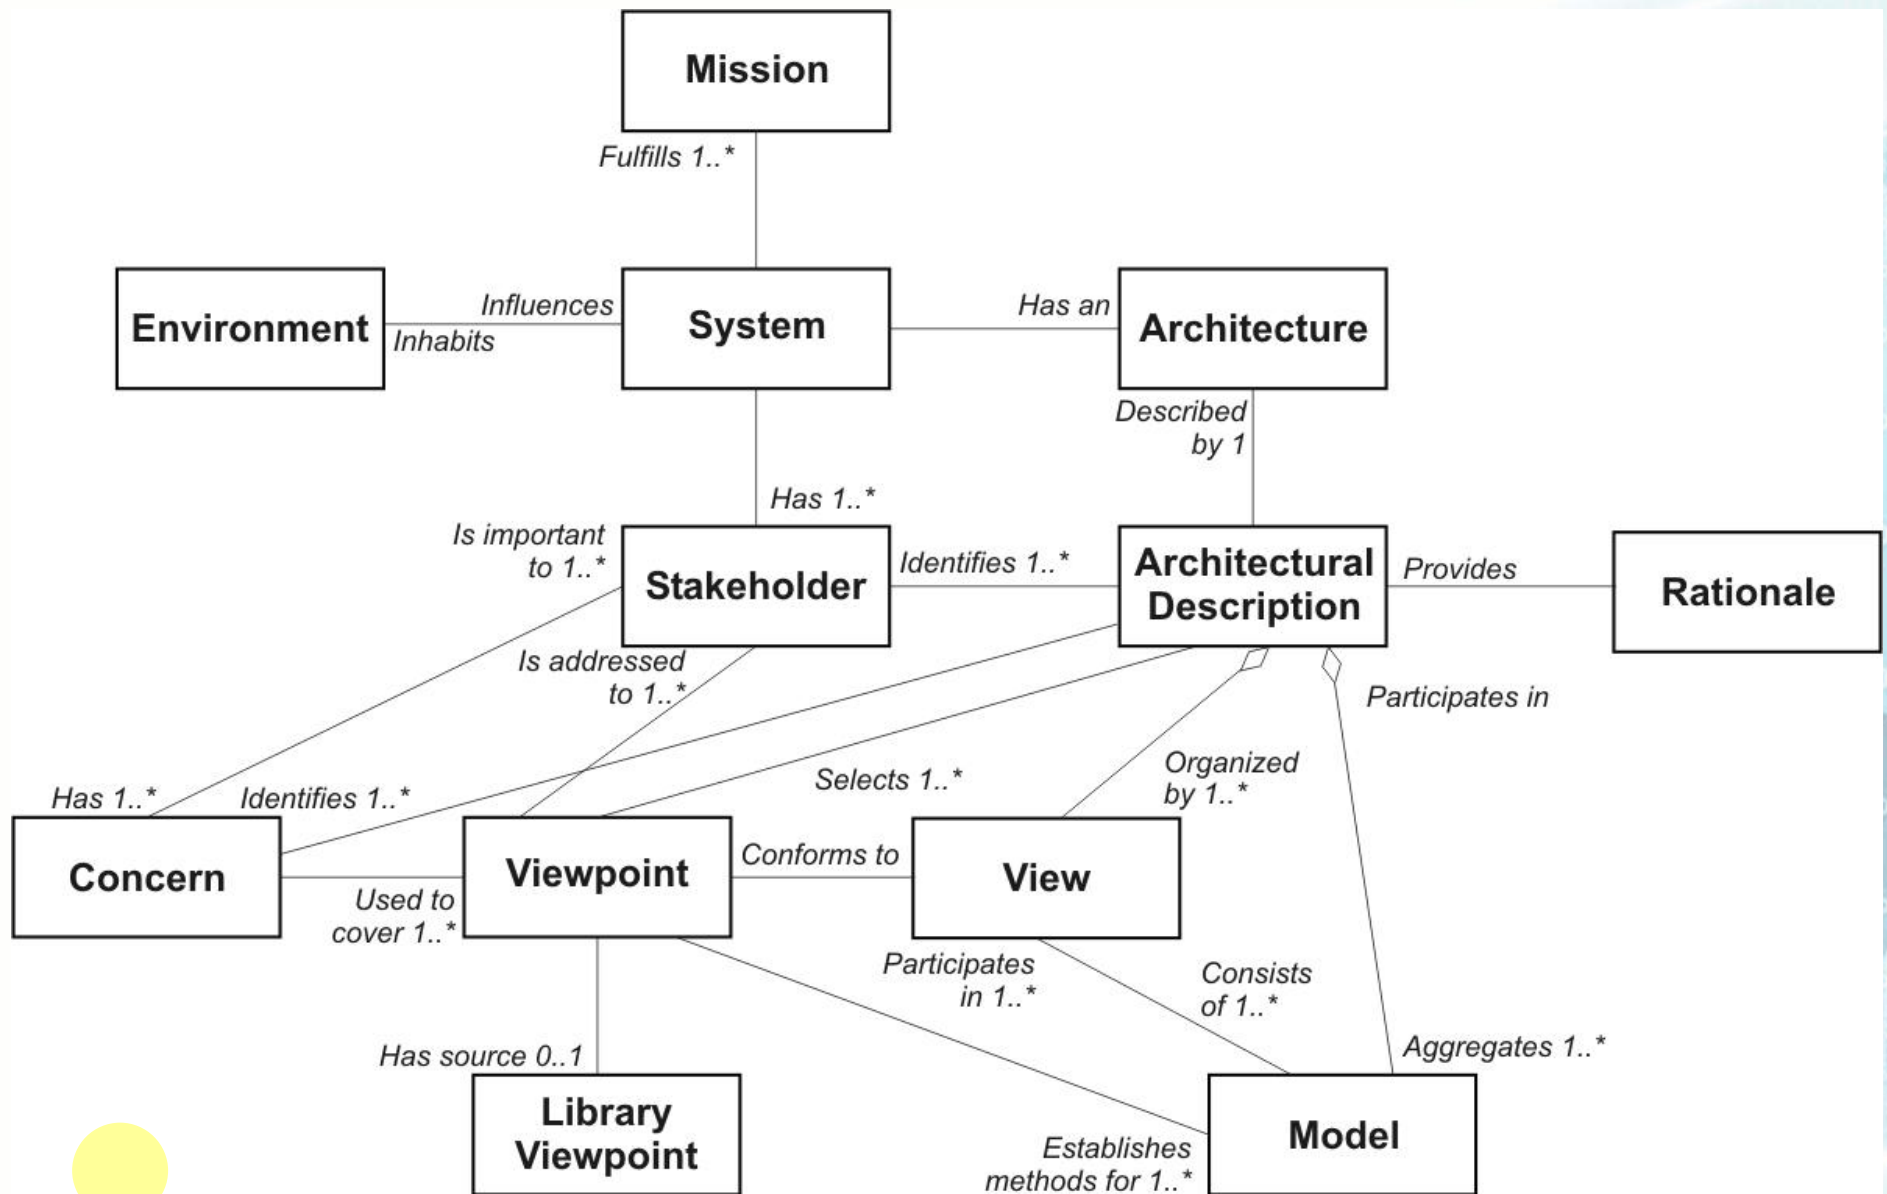 Mission
Fulfills 1..*
Influences
Has an
Environment
System
Architecture
Inhabits
Described
by 1
Has 1..*
Is important
to 1..*
Identifies 1..*
Stakeholder
Architectural
Description
Provides
Rationale
Is addressed
to 1..*
Participates in
Organized
by 1..*
Selects 1..*
Has 1..*
Identifies 1..*
Concern
Viewpoint
Conforms to
View
Used to
cover 1..*
Participates
in 1..*
Consists
of 1..*
Has source 0..1
Aggregates 1..*
Library
Viewpoint
Model
Establishes
methods for 1..*